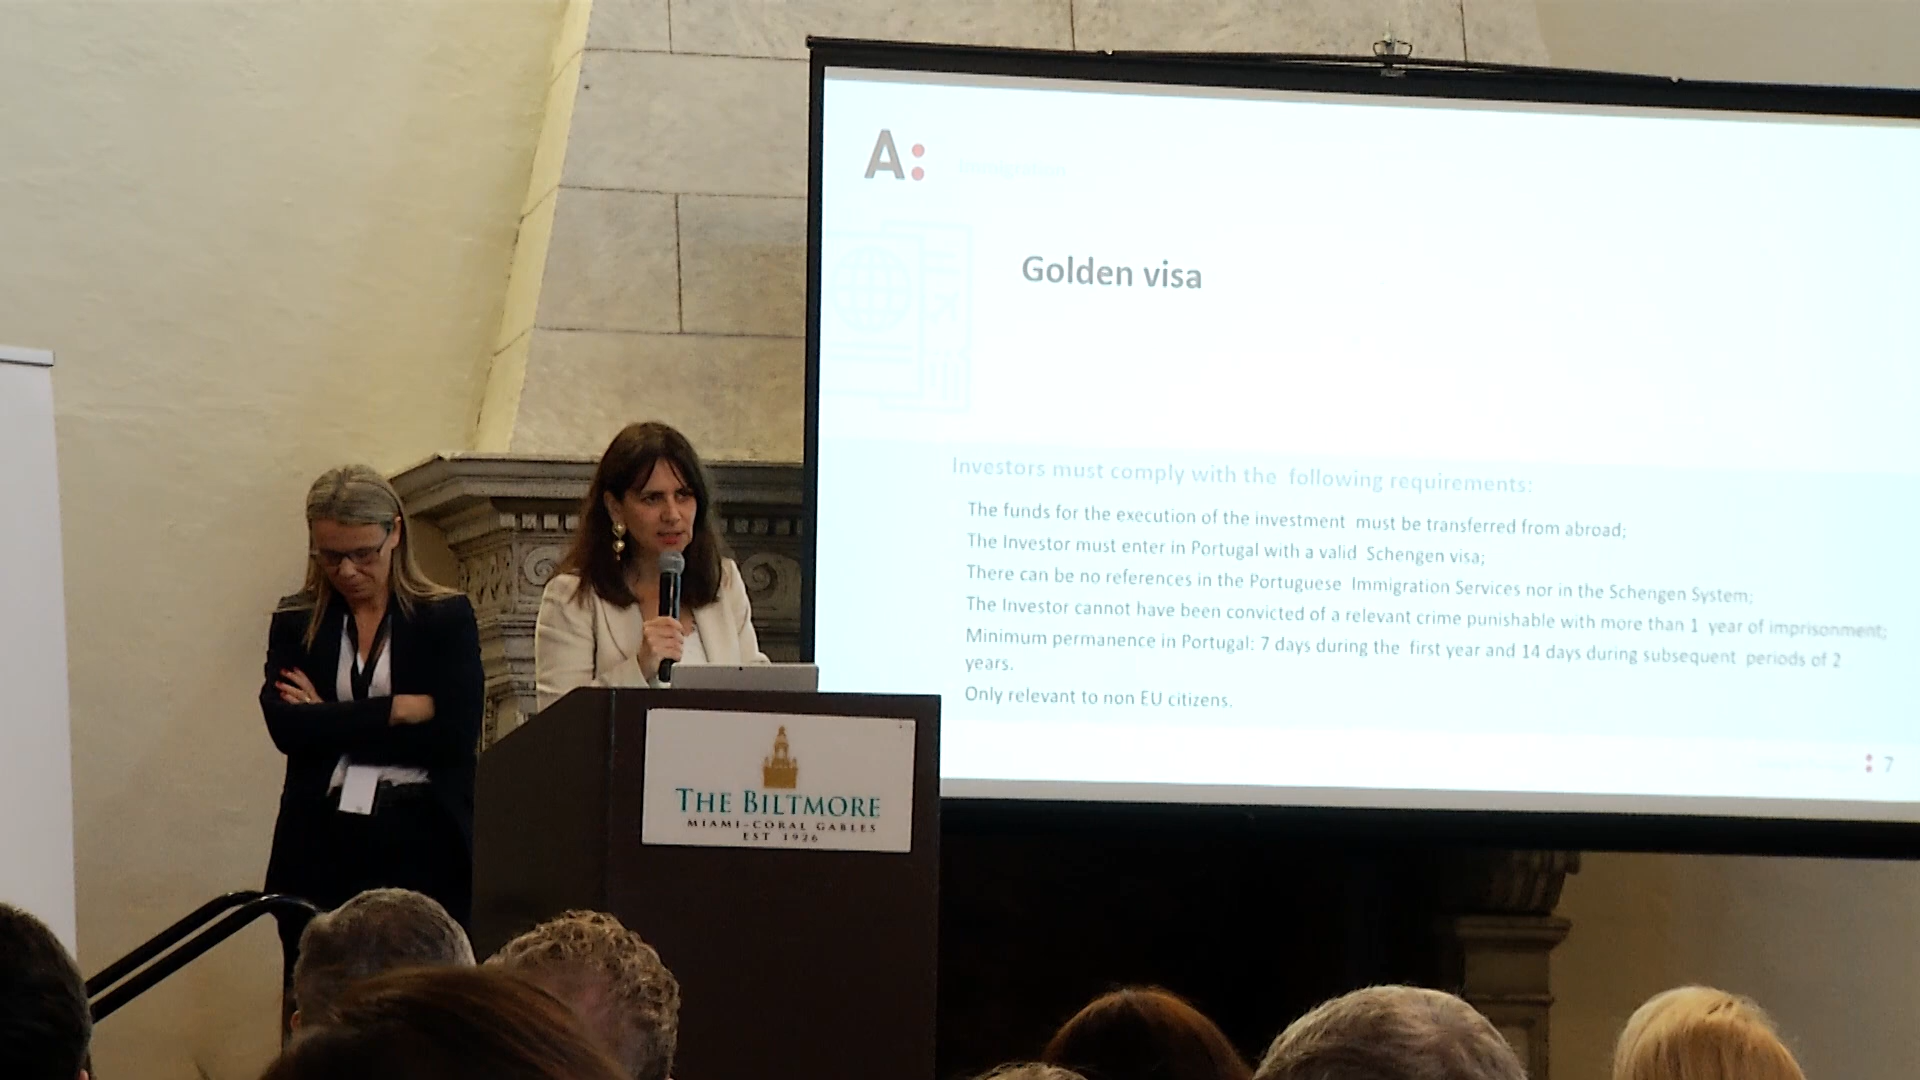 A:
Immigration
Golden visa
Investors must comply with the following requirements:
The funds for the execution of the investment must be transferred from abroad;
The Investor must enter in Portugal with a valid Schengen visa;
There can be no references in the Portuguese Immigration Services nor in the Schengen System;
The Investor cannot have been convicted of a relevant crime punishable with more than 1 year of imprisonment;
Minimum permanence in Portugal: 7 days during the first year and 14 days during subsequent periods of 2
years.
Only relevant to non EU citizens.
7
THE BILTMORE
MIAMI-CORAL GABLES
EST 1926